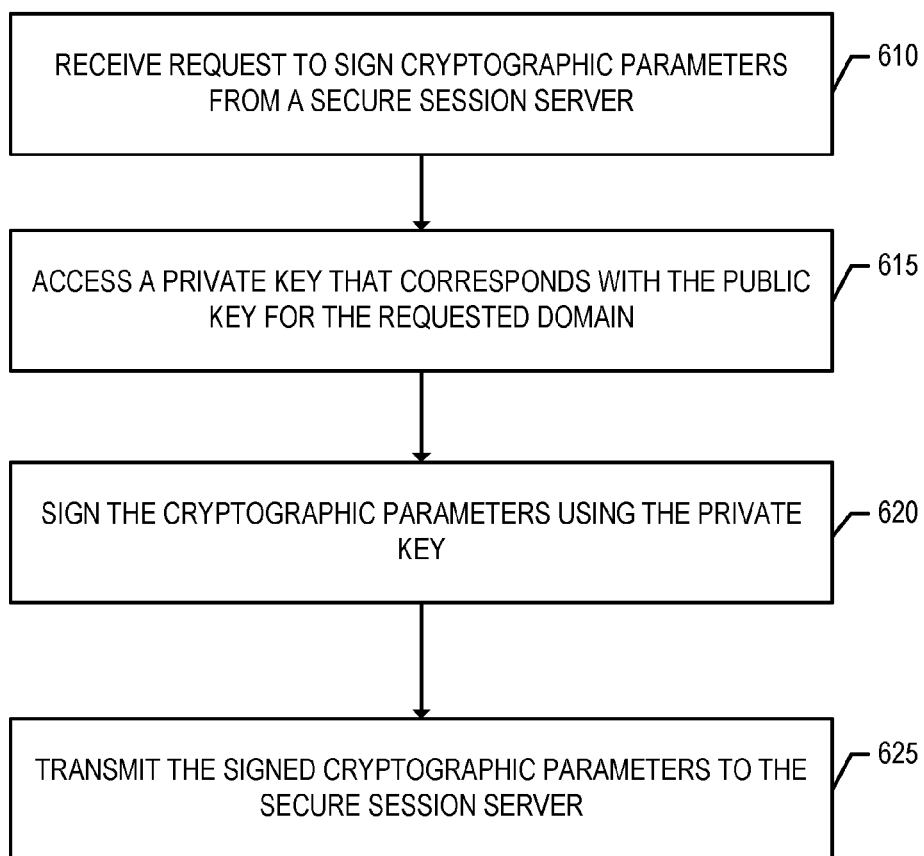 RECEIVE REQUEST TO SIGN CRYPTOGRAPHIC PARAMETERS
FROM A SECURE SESSION SERVER
610
ACCESS A PRIVATE KEY THAT CORRESPONDS WITH THE PUBLIC
KEY FOR THE REQUESTED DOMAIN
615
SIGN THE CRYPTOGRAPHIC PARAMETERS USING THE PRIVATE
KEY
620
TRANSMIT THE SIGNED CRYPTOGRAPHIC PARAMETERS TO THE
SECURE SESSION SERVER
625